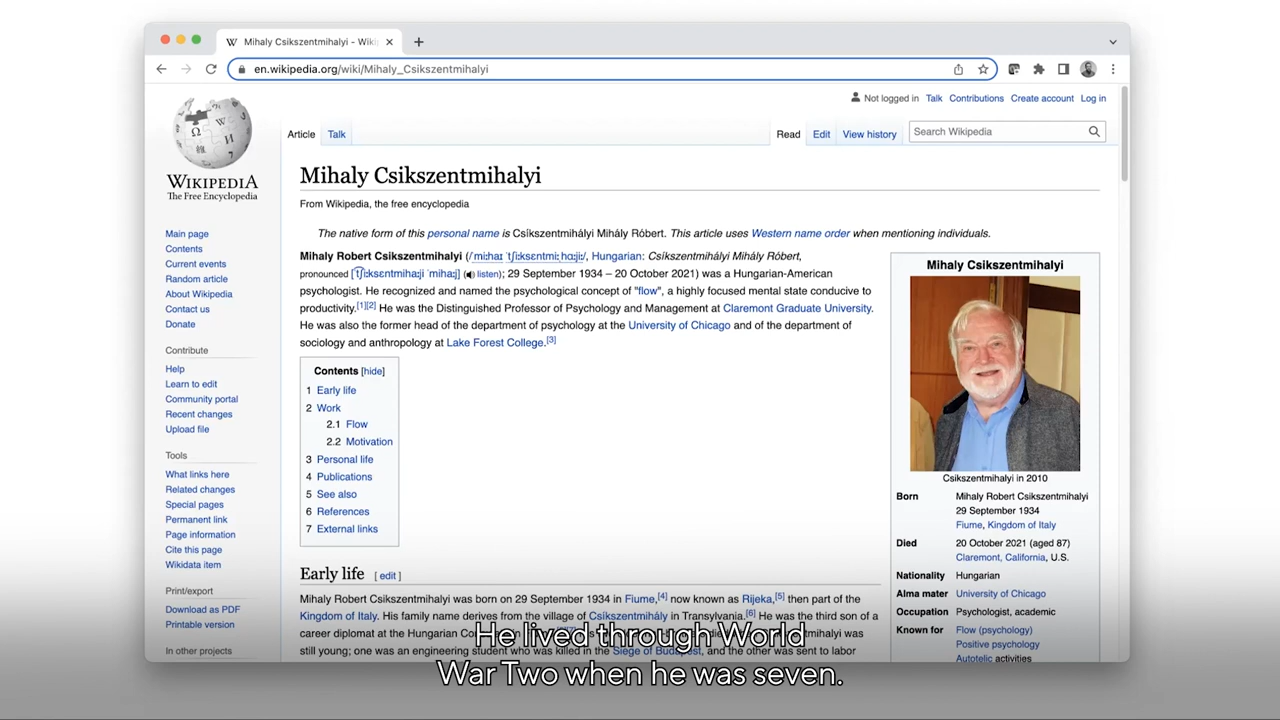 Mihaly Csikszentmihalyi - Wiki
en.wikipedia.org/wiki/Mihaly_Csikszentmihalyi
Not logged in Talk Contributions Create account Log in
Article Talk Read Edit View history Search Wikipedia
WIKIPEDIA
The Free Encyclopedia
Main page
Contents
Current events
Random article
About Wikipedia
Contact us
Donate
Contribute
Help
Learn to edit
Community portal
Recent changes
Upload file
Tools
What links here
Related changes
Special pages
Permanent link
Page information
Cite this page
Wikidata item
Print/export
Download as PDF
Printable version
In other projects
Mihaly Csikszentmihalyi
From Wikipedia, the free encyclopedia
The native form of this personal name is Csíkszentmihályi Mihály Róbert. This article uses Western name order when mentioning individuals.
Mihaly Robert Csikszentmihalyi (/ˈmiːhaɪ ˈtʃiːksɛntmiːˌhɑːjiː/, Hungarian: Csíkszentmihályi Mihály Róbert,
pronounced [ˈtʃiːksɛntmihaːji ˈmihaːj] (listen); 29 September 1934 – 20 October 2021) was a Hungarian-American
psychologist. He recognized and named the psychological concept of "flow", a highly focused mental state conducive to
productivity.[1][2] He was the Distinguished Professor of Psychology and Management at Claremont Graduate University.
He was also the former head of the department of psychology at the University of Chicago and of the department of
sociology and anthropology at Lake Forest College.[3]
Contents [hide]
1 Early life
2 Work
2.1 Flow
2.2 Motivation
3 Personal life
4 Publications
5 See also
6 References
7 External links
Early life [ edit ]
Mihaly Robert Csikszentmihalyi was born on 29 September 1934 in Fiume,[4] now known as Rijeka,[5] then part of the
Kingdom of Italy. His family name derives from the village of Csíkszentmihály in Transylvania.[6] He was the third son of a
career diplomat at the Hungarian
still young; one was an engineering student who was killed in the Siege of Budapest, and the other was sent to labor
Mihaly Csikszentmihalyi
Csikszentmihalyi in 2010
Born Mihaly Robert Csikszentmihalyi
29 September 1934
Fiume, Kingdom of Italy
Died 20 October 2021 (aged 87)
Claremont, California, U.S.
Nationality Hungarian
Alma mater University of Chicago
Occupation Psychologist, academic
Known for Flow (psychology)
Positive psychology
Autotelic activities
He lived through World
War Two when he was seven.